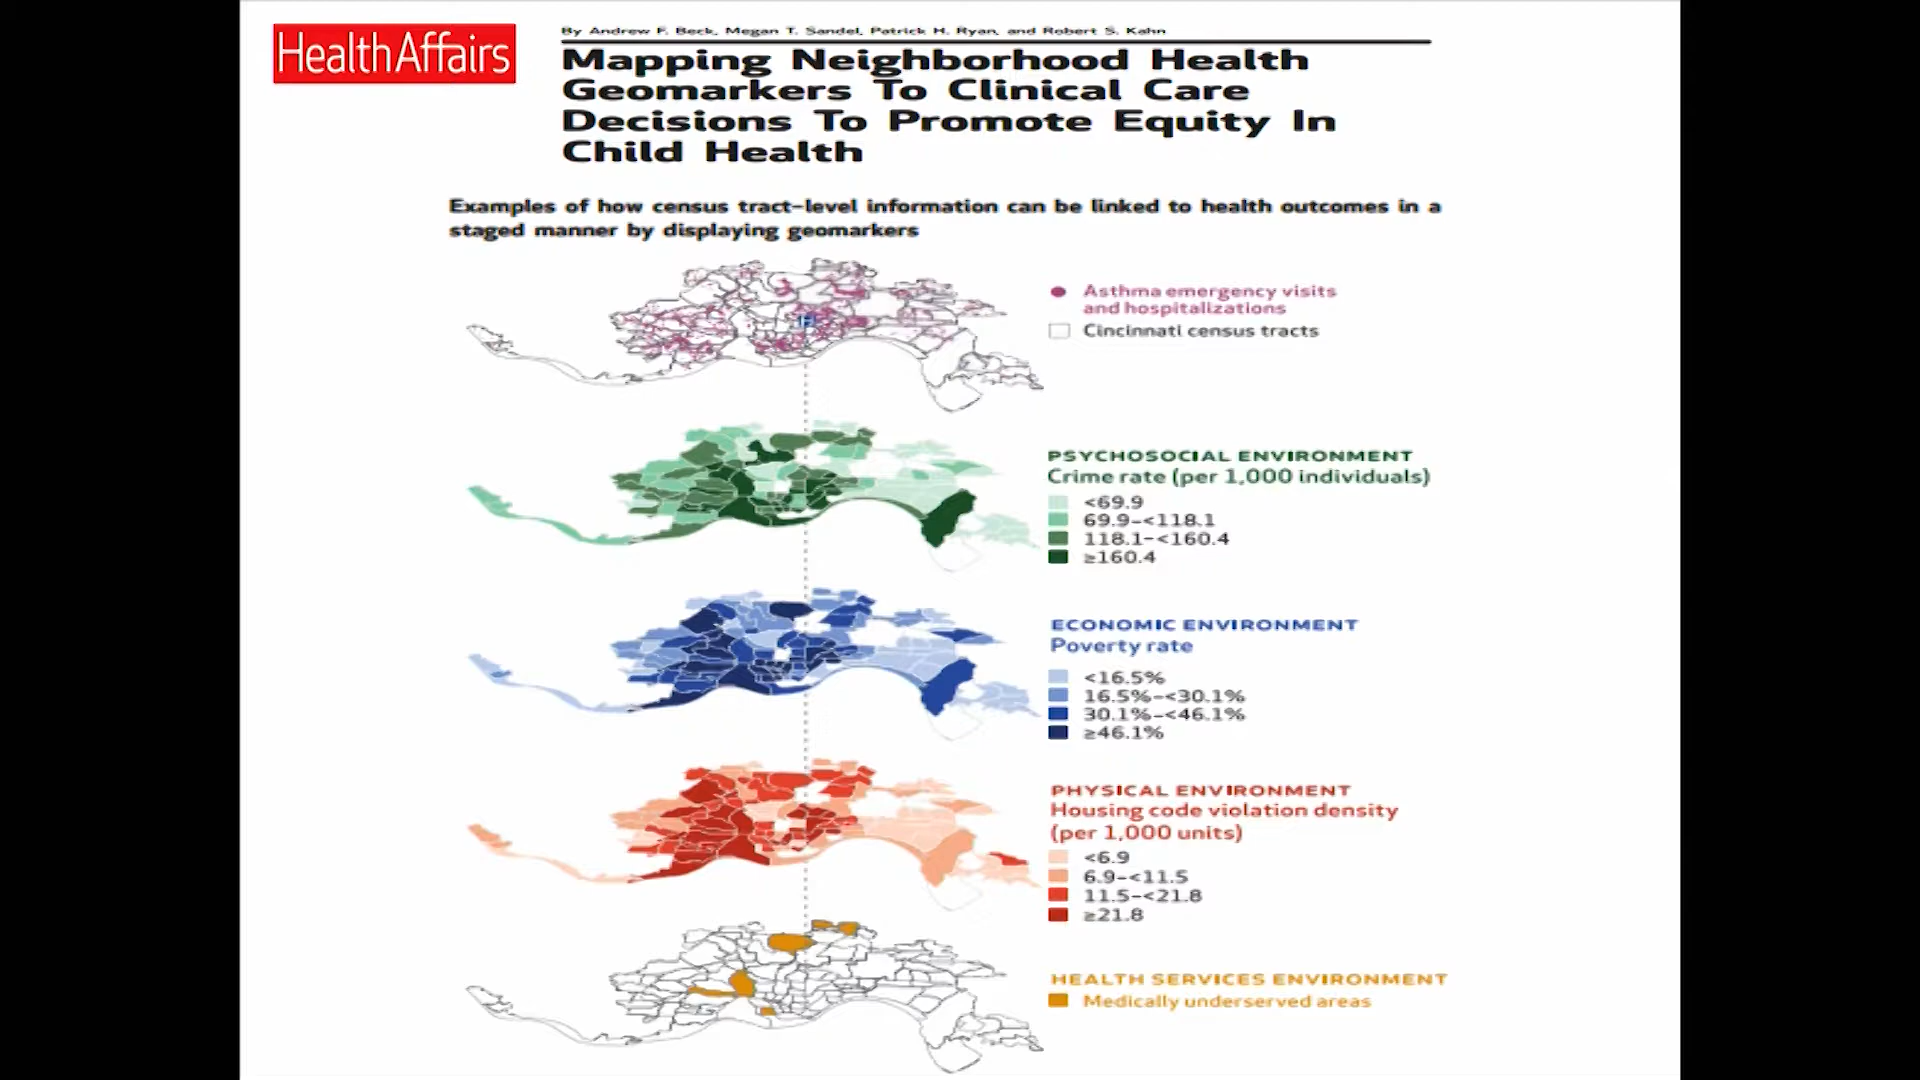 HealthAffairs
By Andrew F. Beck, Megan T. Sandel, Patrick H. Ryan, and Robert S. Kahn
Mapping Neighborhood Health
Geomarkers To Clinical Care
Decisions To Promote Equity In
Child Health
Examples of how census tract-level information can be linked to health outcomes in a
staged manner by displaying geomarkers
Asthma emergency visits
and hospitalizations
Cincinnati census tracts
H
PSYCHOSOCIAL ENVIRONMENT
Crime rate (per 1,000 individuals)
<69.9
69.9-<118.1
118.1-<160.4
≥160.4
ECONOMIC ENVIRONMENT
Poverty rate
<16.5%
16.5%-<30.1%
30.1%-<46.1%
≥46.1%
PHYSICAL ENVIRONMENT
Housing code violation density
(per 1,000 units)
<6.9
6.9-<11.5
11.5-<21.8
≥21.8
HEALTH SERVICES ENVIRONMENT
Medically underserved areas